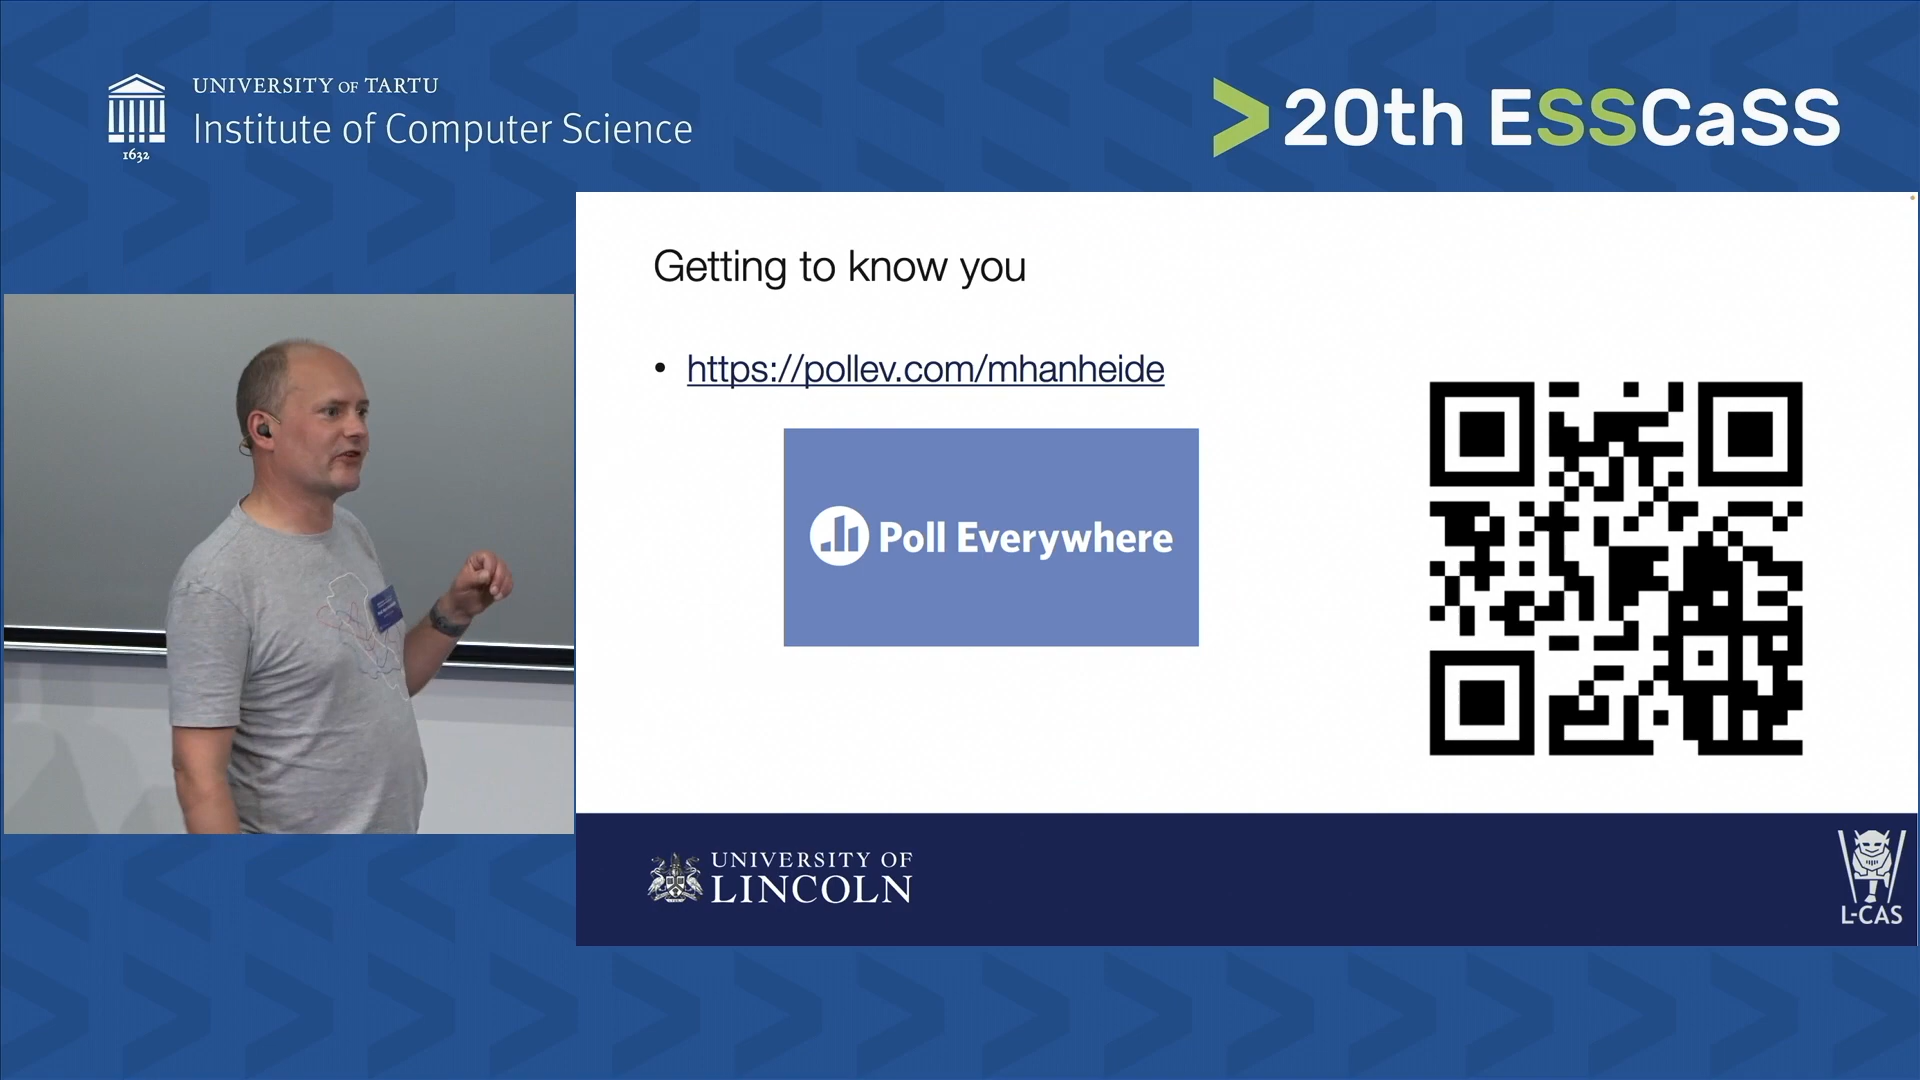 UNIVERSITY OF TARTU
Institute of Computer Science
1632
>20th ESSCaSS
Getting to know you
• https://pollev.com/mhanheide
Poll Everywhere
UNIVERSITY OF
LINCOLN
L-CAS